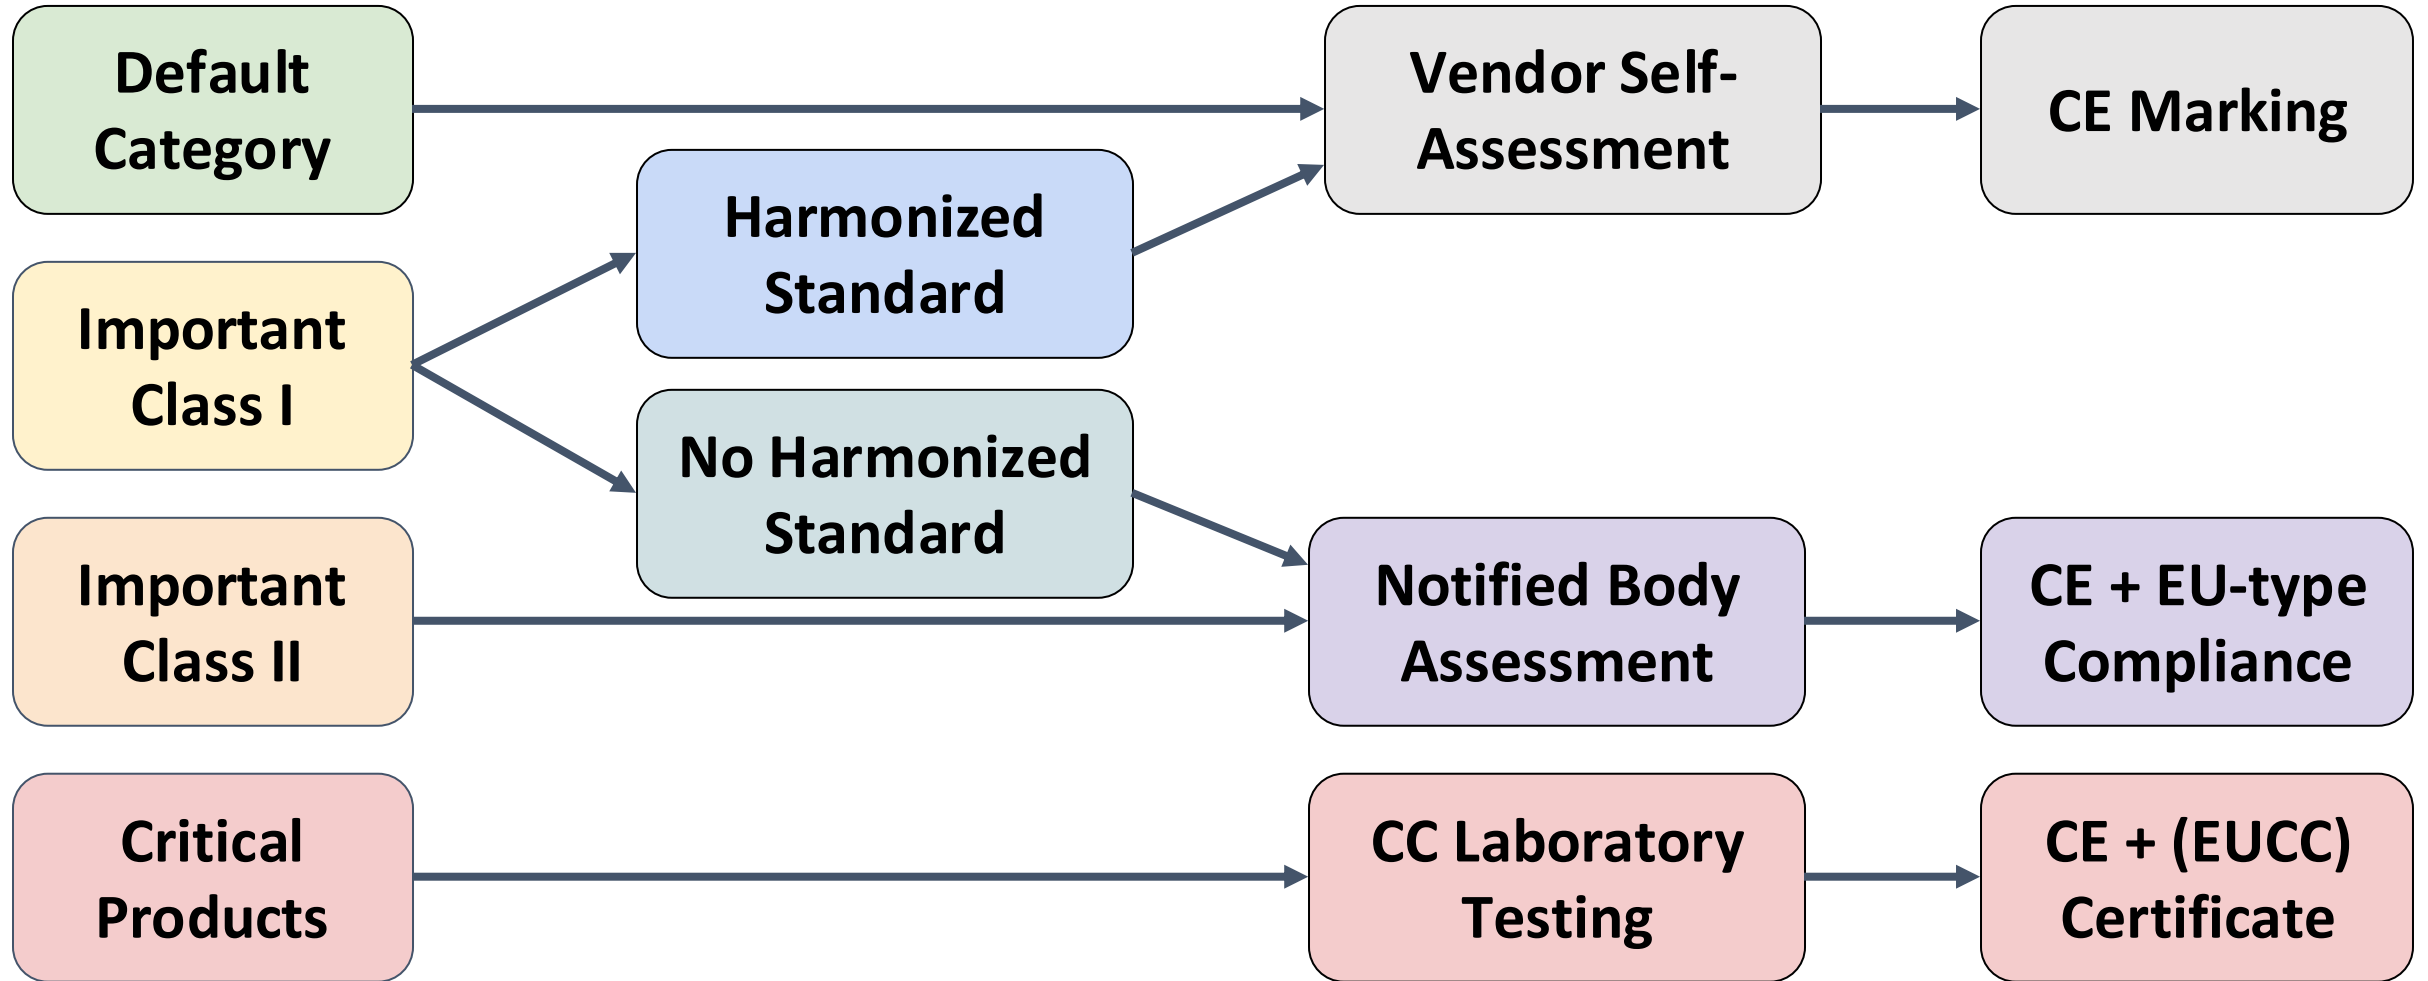 Default
Category
Vendor Self-
Assessment
CE Marking
Harmonized
Standard
Important
Class I
No Harmonized
Standard
Important
Class II
Notified Body
Assessment
CE + EU-type
Compliance
Critical
Products
CC Laboratory
Testing
CE + (EUCC)
Certificate